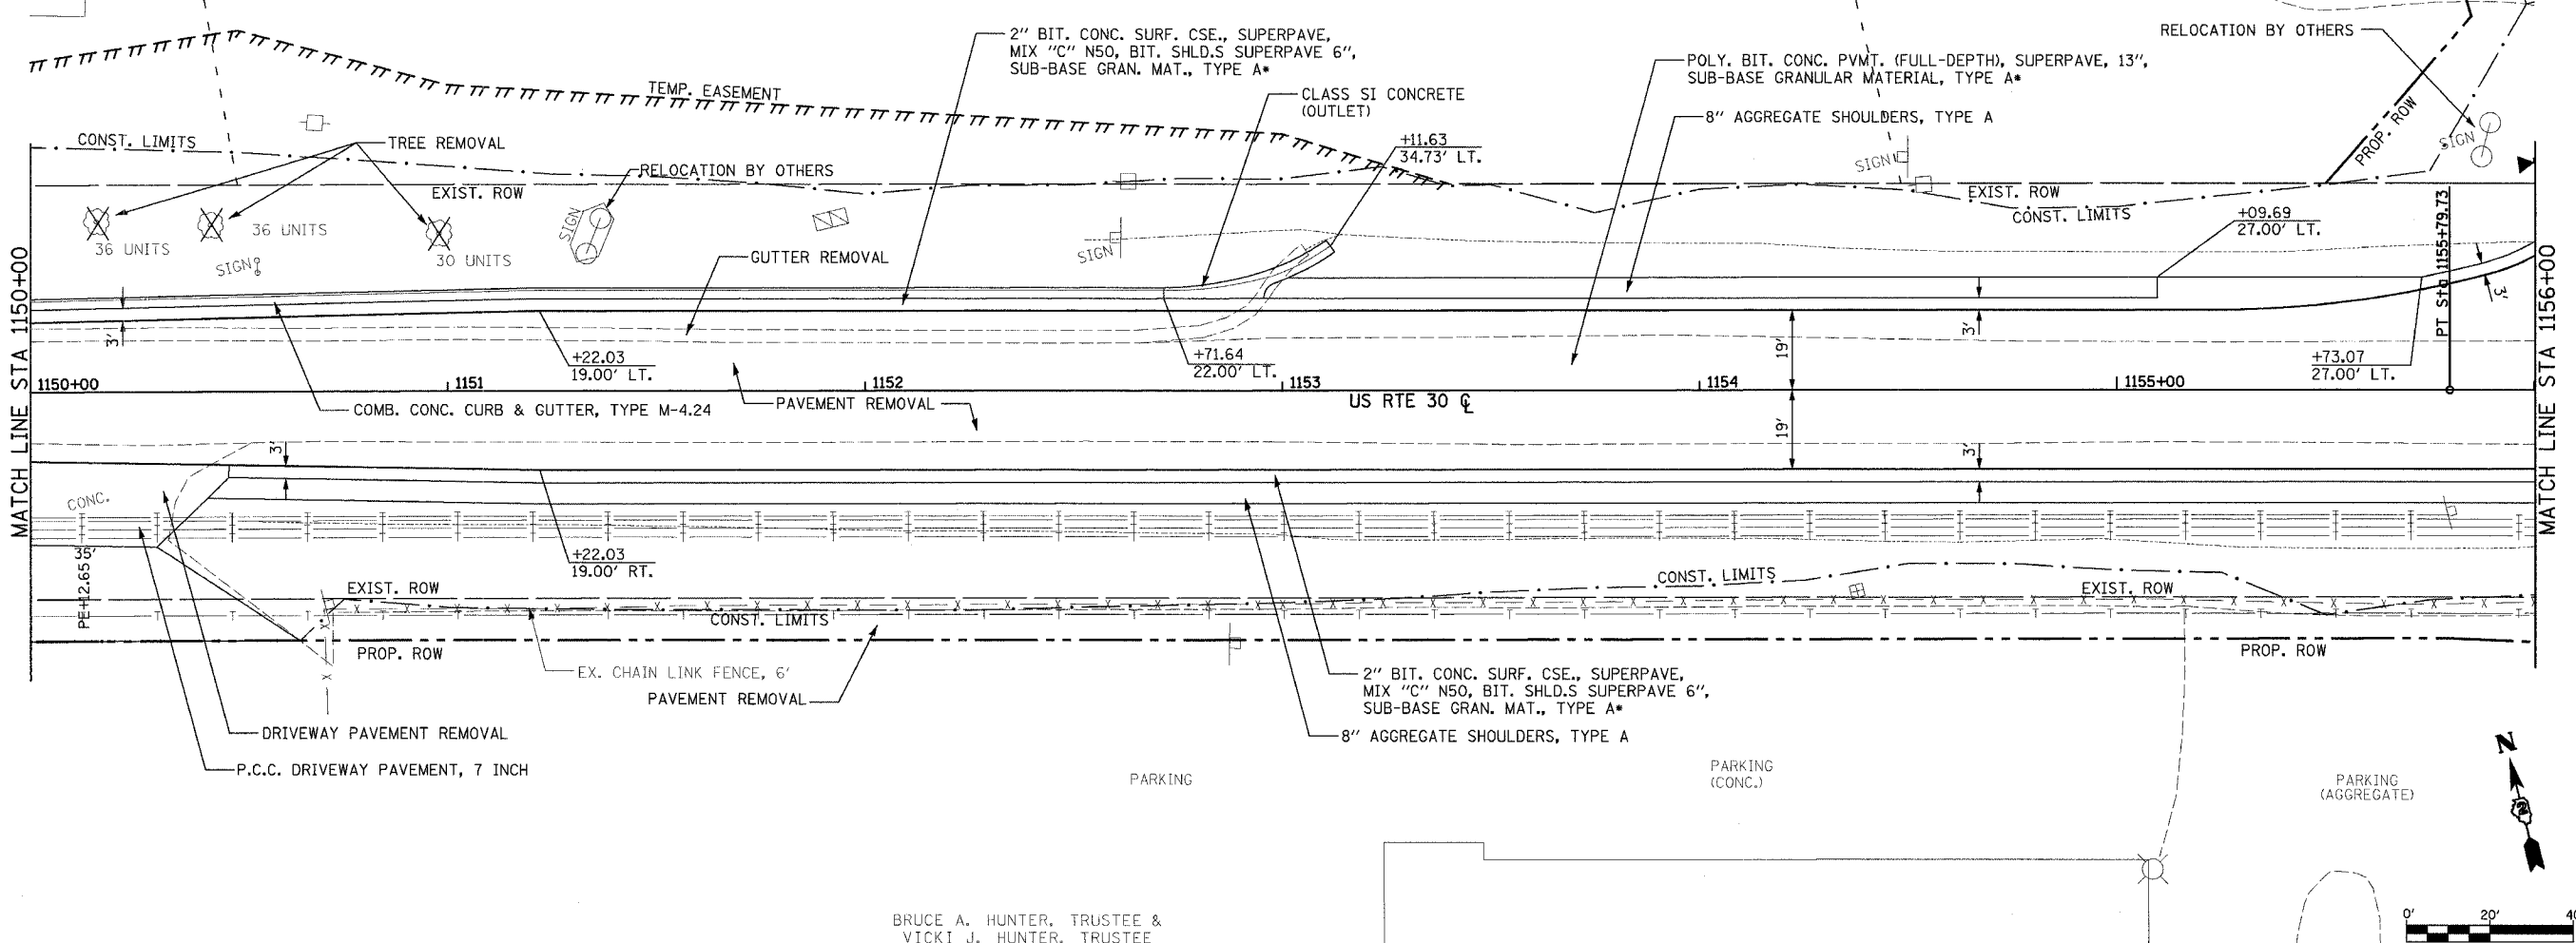 2" BIT. CONC. SURF. CSE., SUPERPAVE,
MIX "C" N50, BIT. SHLD.S SUPERPAVE 6",
SUB-BASE GRAN. MAT., TYPE A*
RELOCATION BY OTHERS
POLY. BIT. CONC. PVMT. (FULL-DEPTH), SUPERPAVE, 13",
SUB-BASE GRANULAR MATERIAL, TYPE A*
TEMP. EASEMENT
CLASS SI CONCRETE
(OUTLET)
8" AGGREGATE SHOULDERS, TYPE A
PROP. ROW
SIGN
CONST. LIMITS
TREE REMOVAL
+11.63
34.73' LT.
SIGN
RELOCATION BY OTHERS
EXIST. ROW
EXIST. ROW
CONST. LIMITS
+09.69
27.00' LT.
PT Sta 1155+79.73
36 UNITS
36 UNITS
30 UNITS
SIGN
SIGN
SIGN
GUTTER REMOVAL
MATCH LINE STA 1150+00
MATCH LINE STA 1156+00
3'
3'
3'
19'
+22.03
19.00' LT.
+71.64
22.00' LT.
+73.07
27.00' LT.
1150+00
1151
1152
1153
1154
1155+00
COMB. CONC. CURB & GUTTER, TYPE M-4.24
PAVEMENT REMOVAL
US RTE 30 ℄
19'
3'
3'
CONC.
35'
PE+12.65
+22.03
19.00' RT.
EXIST. ROW
CONST. LIMITS
EXIST. ROW
CONST. LIMITS
PROP. ROW
PROP. ROW
EX. CHAIN LINK FENCE, 6'
PAVEMENT REMOVAL
2" BIT. CONC. SURF. CSE., SUPERPAVE,
MIX "C" N50, BIT. SHLD.S SUPERPAVE 6",
SUB-BASE GRAN. MAT., TYPE A*
DRIVEWAY PAVEMENT REMOVAL
8" AGGREGATE SHOULDERS, TYPE A
P.C.C. DRIVEWAY PAVEMENT, 7 INCH
PARKING
PARKING
(CONC.)
PARKING
(AGGREGATE)
N
2
BRUCE A. HUNTER, TRUSTEE &
VICKI J. HUNTER, TRUSTEE
0'
20'